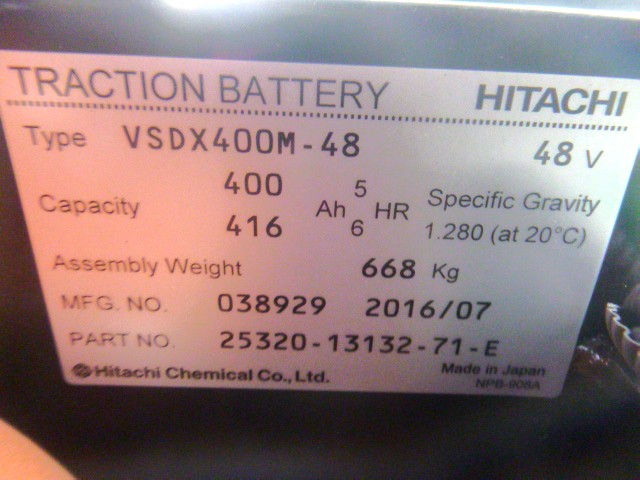 TRACTION BATTERY HITACHI
Type VSDX400M-48 48 V
Capacity 400 Ah 5 HR Specific Gravity
416 6 1.280 (at 20°C)
Assembly Weight 668 Kg
MFG. NO. 038929 2016/07
PART NO. 25320-13132-71-E
Hitachi Chemical Co., Ltd. Made in Japan
NPB-908A